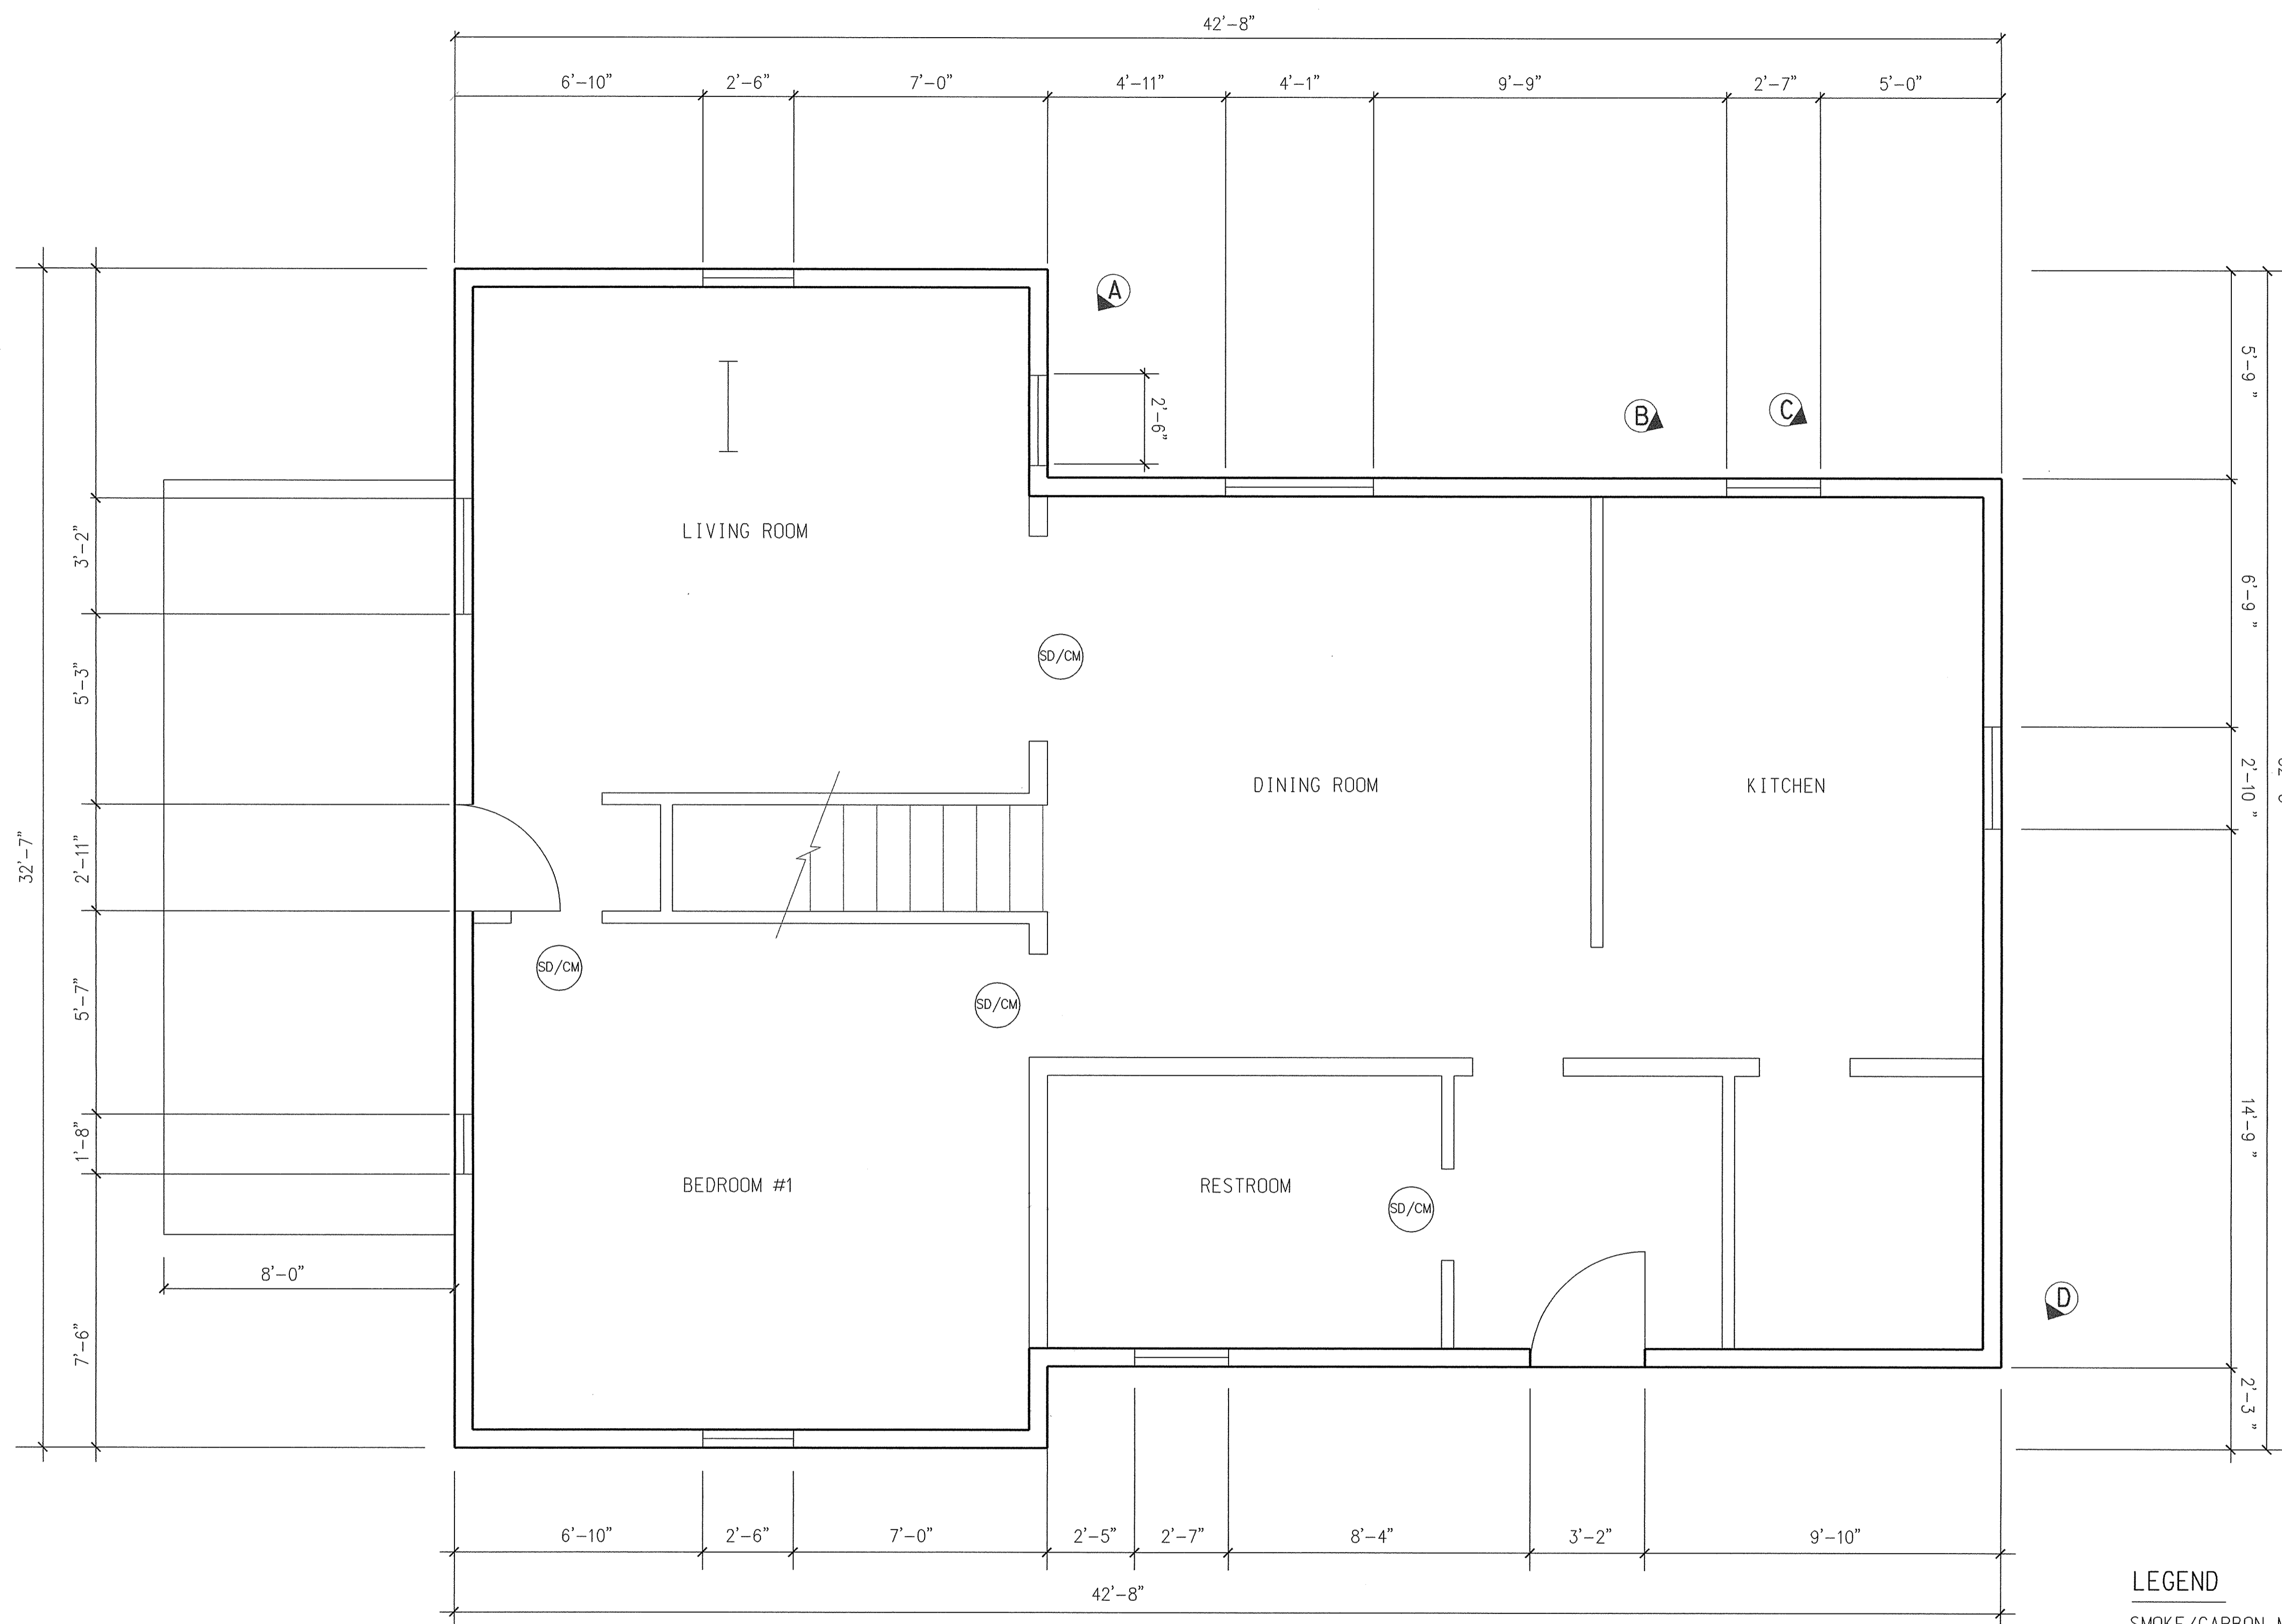 42'-8"
6'-10" 2'-6" 7'-0" 4'-11" 4'-1" 9'-9" 2'-7" 5'-0"
A
5'-9 "
2'-6"
B
C
LIVING ROOM
3'-2"
6'-9 "
SD/CM
5'-3"
DINING ROOM
KITCHEN
2'-10 "
32'-7"
2'-11"
SD/CM
SD/CM
5'-7"
14'-9 "
1'-8"
BEDROOM #1
RESTROOM
SD/CM
8'-0"
D
7'-6"
2'-3 "
6'-10" 2'-6" 7'-0" 2'-5" 2'-7" 8'-4" 3'-2" 9'-10"
42'-8"
LEGEND
SMOKE/CARBON